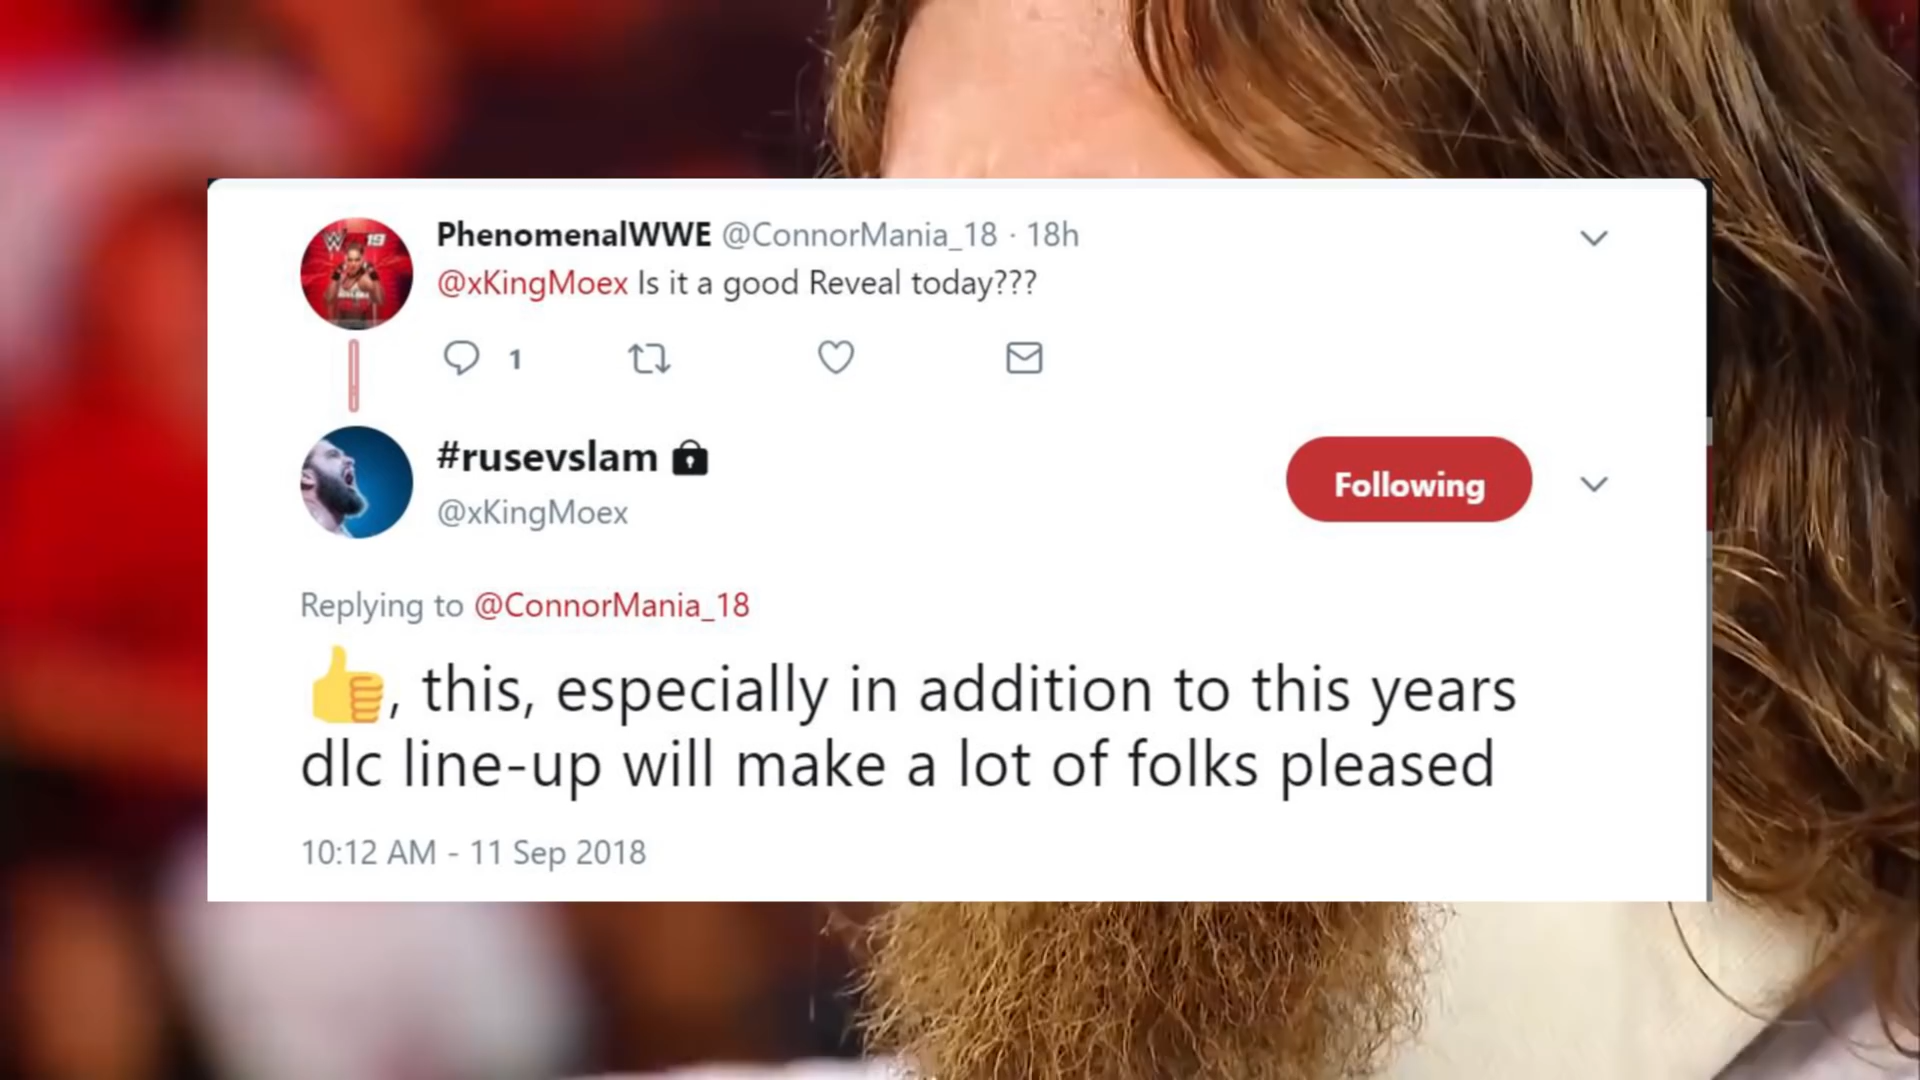 PhenomenalWWE @ConnorMania_18 · 18h
@xKingMoex Is it a good Reveal today???
1
#rusevslam
@xKingMoex
Following
Replying to @ConnorMania_18
👍, this, especially in addition to this years
dlc line-up will make a lot of folks pleased
10:12 AM - 11 Sep 2018